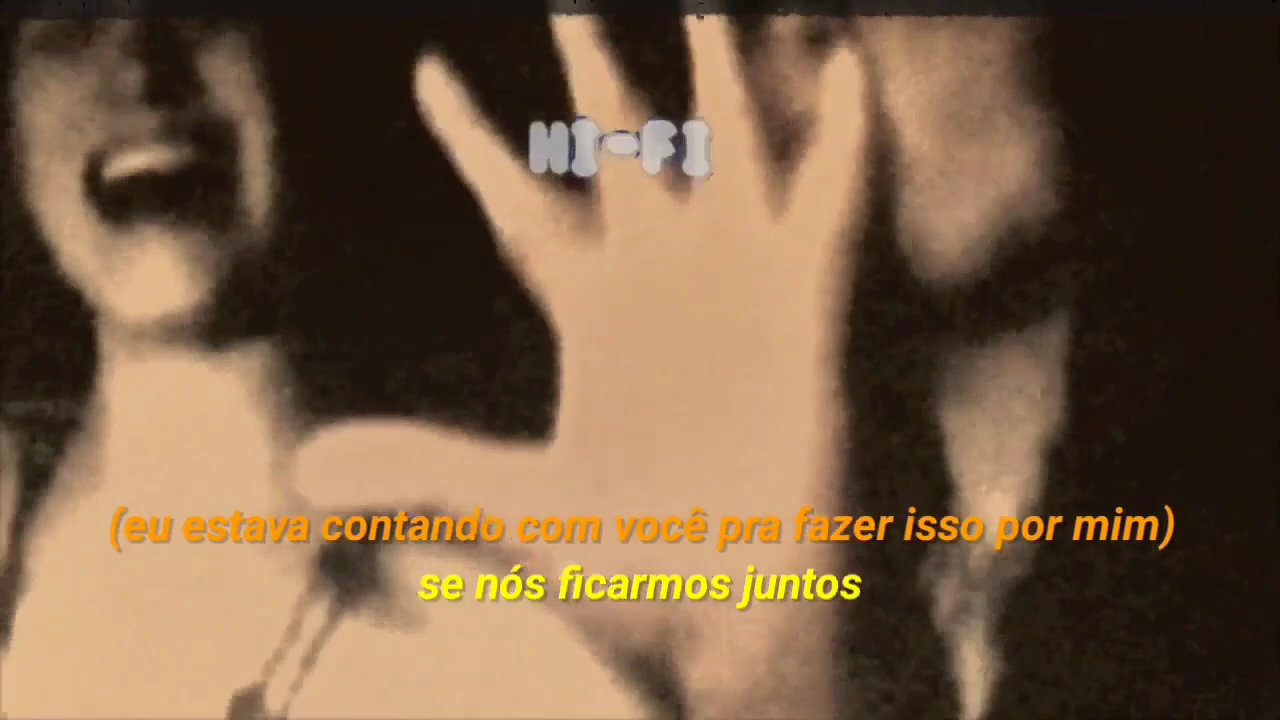 HI-FI
(eu estava contando com você pra fazer isso por mim)
se nós ficarmos juntos